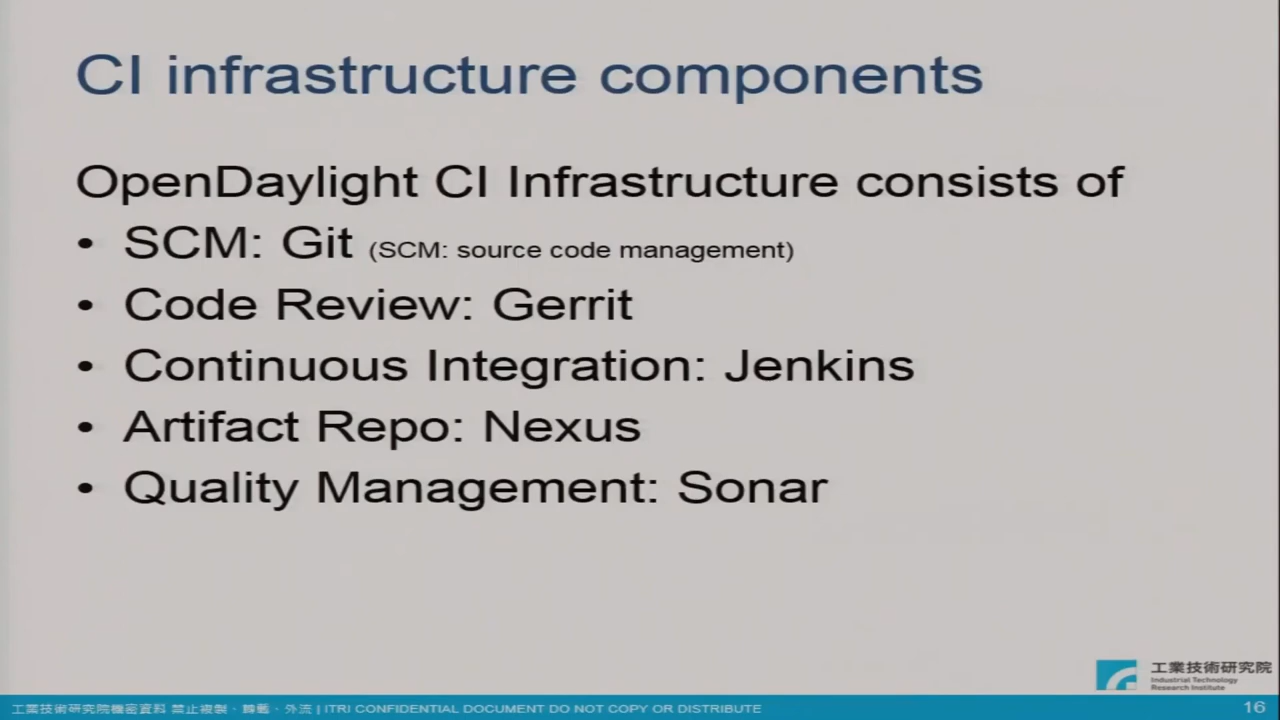 CI infrastructure components
OpenDaylight CI Infrastructure consists of
• SCM: Git (SCM: source code management)
• Code Review: Gerrit
• Continuous Integration: Jenkins
• Artifact Repo: Nexus
• Quality Management: Sonar
工業技術研究院
Industrial Technology
Research Institute
工業技術研究院機密資料 禁止複製、轉載、外流 | ITRI CONFIDENTIAL DOCUMENT DO NOT COPY OR DISTRIBUTE
16